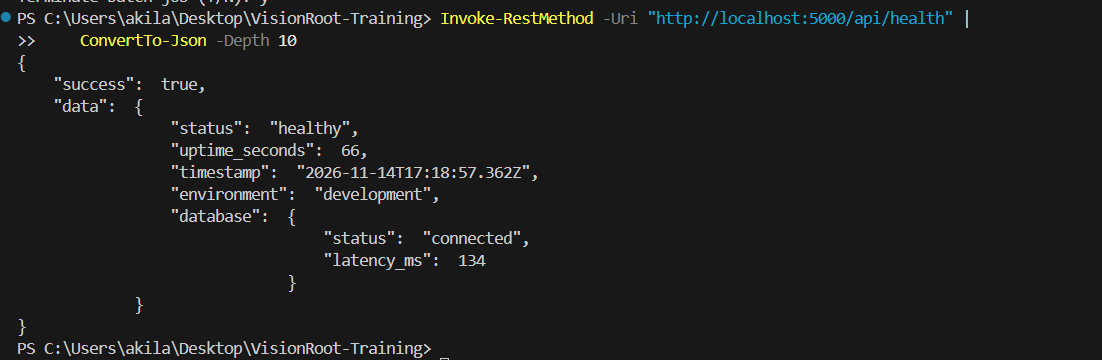 PS C:\Users\akila\Desktop\VisionRoot-Training> Invoke-RestMethod -Uri "http://localhost:5000/api/health" |
>>     ConvertTo-Json -Depth 10
{
    "success":  true,
    "data":  {
                 "status":  "healthy",
                 "uptime_seconds":  66,
                 "timestamp":  "2026-11-14T17:18:57.362Z",
                 "environment":  "development",
                 "database":  {
                                  "status":  "connected",
                                  "latency_ms":  134
                              }
             }
}
PS C:\Users\akila\Desktop\VisionRoot-Training>